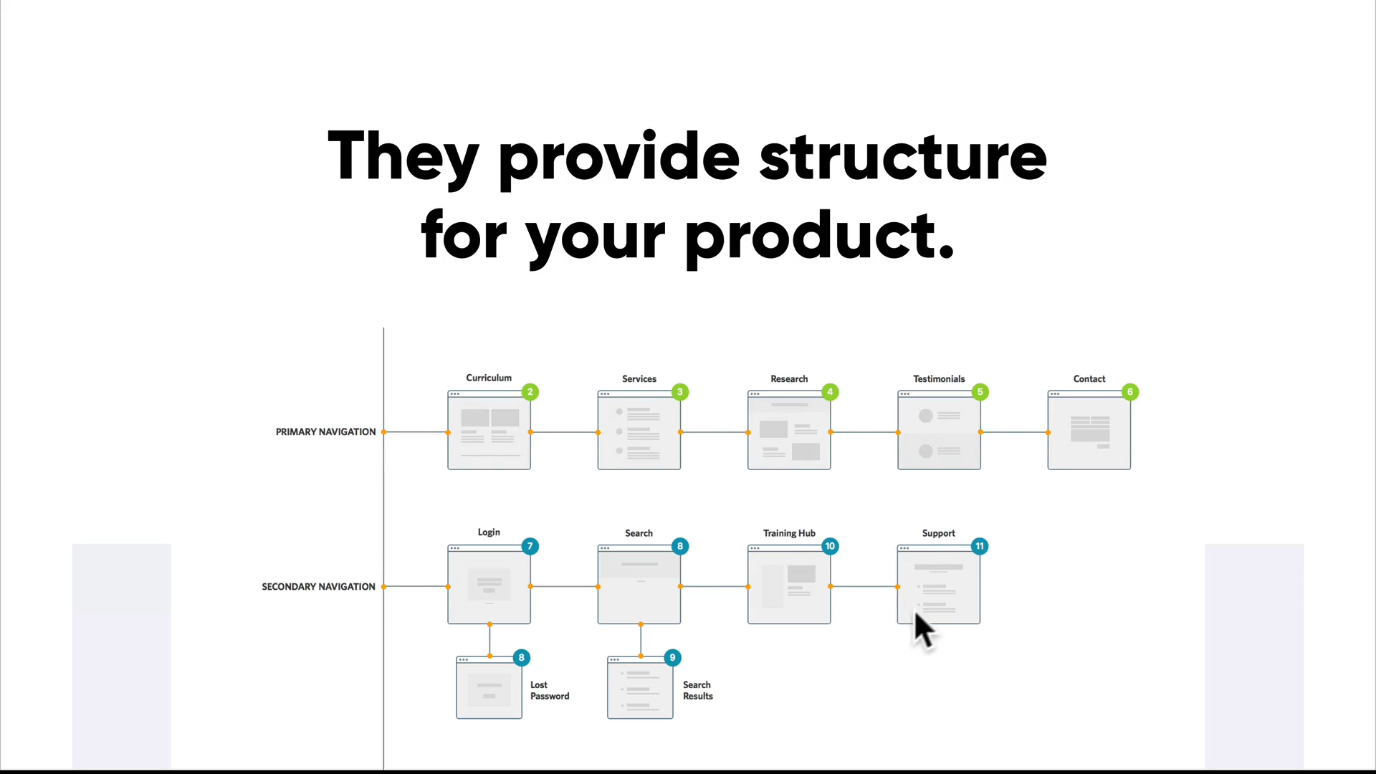 They provide structure
for your product.
Curriculum
Services
Research
Testimonials
Contact
2
3
4
5
6
PRIMARY NAVIGATION
Login
Search
Training Hub
Support
7
8
10
11
SECONDARY NAVIGATION
8
9
Lost
Password
Search
Results